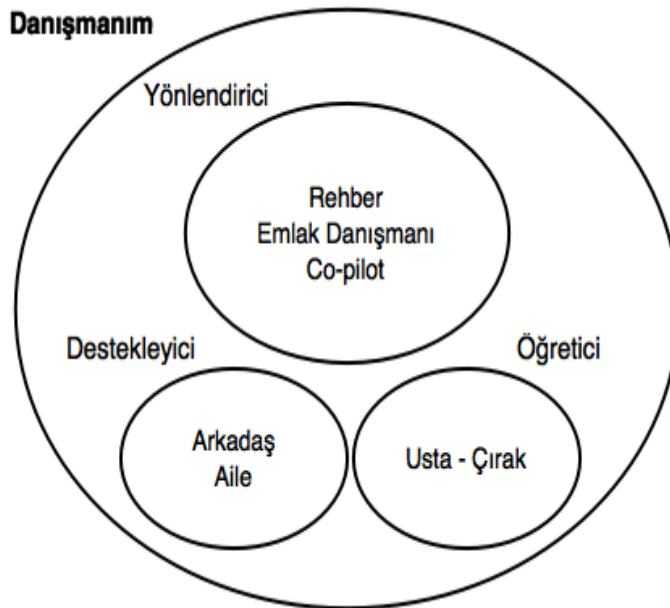 Danışmanım
Yönlendirici
Rehber
Emlak Danışmanı
Co-pilot
Destekleyici
Öğretici
Arkadaş
Aile
Usta - Çırak